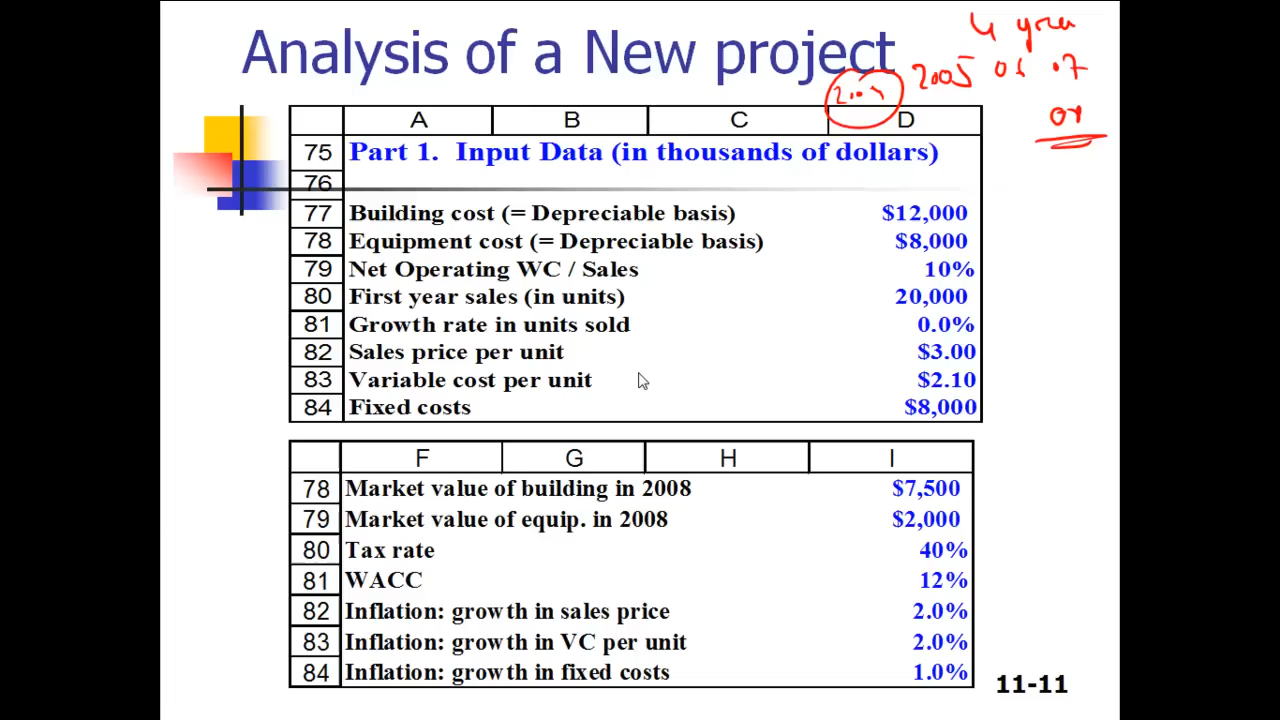 Analysis of a New project
4 year
2005 06 07
08
A B C D
75 Part 1. Input Data (in thousands of dollars)
76
77 Building cost (= Depreciable basis) $12,000
78 Equipment cost (= Depreciable basis) $8,000
79 Net Operating WC / Sales 10%
80 First year sales (in units) 20,000
81 Growth rate in units sold 0.0%
82 Sales price per unit $3.00
83 Variable cost per unit $2.10
84 Fixed costs $8,000
F G H I
78 Market value of building in 2008 $7,500
79 Market value of equip. in 2008 $2,000
80 Tax rate 40%
81 WACC 12%
82 Inflation: growth in sales price 2.0%
83 Inflation: growth in VC per unit 2.0%
84 Inflation: growth in fixed costs 1.0%
11-11